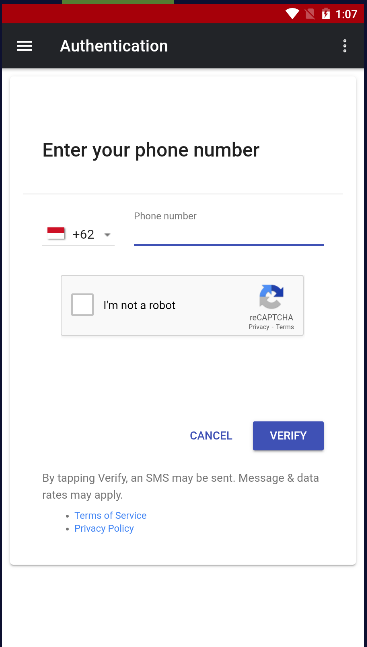 1:07
Authentication
Enter your phone number
Phone number
+62
I'm not a robot
reCAPTCHA
Privacy - Terms
CANCEL
VERIFY
By tapping Verify, an SMS may be sent. Message & data
rates may apply.
• Terms of Service
• Privacy Policy